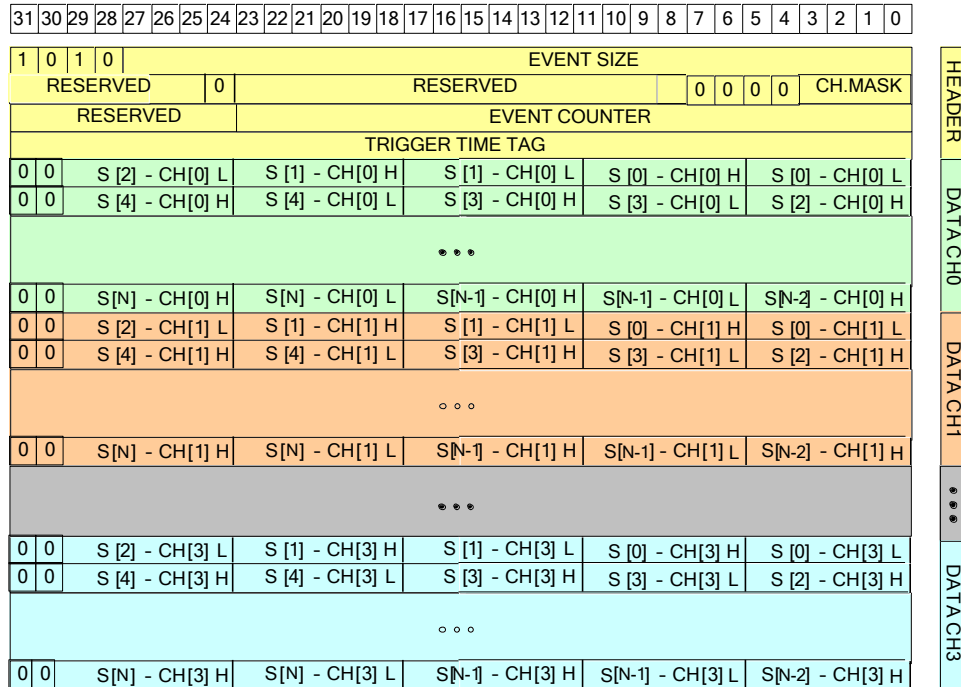 31 30 29 28 27 26 25 24 23 22 21 20 19 18 17 16 15 14 13 12 11 10 9 8 7 6 5 4 3 2 1 0
1 0 1 0 EVENT SIZE
RESERVED 0 RESERVED 0 0 0 0 CH.MASK
RESERVED EVENT COUNTER
TRIGGER TIME TAG
HEADER
0 0 S [2] - CH[0] L S [1] - CH[0] H S [1] - CH[0] L S [0] - CH[0] H S [0] - CH[0] L
0 0 S [4] - CH[0] H S [4] - CH[0] L S [3] - CH[0] H S [3] - CH[0] L S [2] - CH[0] H
0 0 S[N] - CH[0] H S[N] - CH[0] L S[N-1] - CH[0] H S[N-1] - CH[0] L S[N-2] - CH[0] H
DATA CH0
0 0 S [2] - CH[1] L S [1] - CH[1] H S [1] - CH[1] L S [0] - CH[1] H S [0] - CH[1] L
0 0 S [4] - CH[1] H S [4] - CH[1] L S [3] - CH[1] H S [3] - CH[1] L S [2] - CH[1] H
0 0 S[N] - CH[1] H S[N] - CH[1] L S[N-1] - CH[1] H S[N-1] - CH[1] L S[N-2] - CH[1] H
DATA CH1
0 0 S [2] - CH[3] L S [1] - CH[3] H S [1] - CH[3] L S [0] - CH[3] H S [0] - CH[3] L
0 0 S [4] - CH[3] H S [4] - CH[3] L S [3] - CH[3] H S [3] - CH[3] L S [2] - CH[3] H
0 0 S[N] - CH[3] H S[N] - CH[3] L S[N-1] - CH[3] H S[N-1] - CH[3] L S[N-2] - CH[3] H
DATA CH3